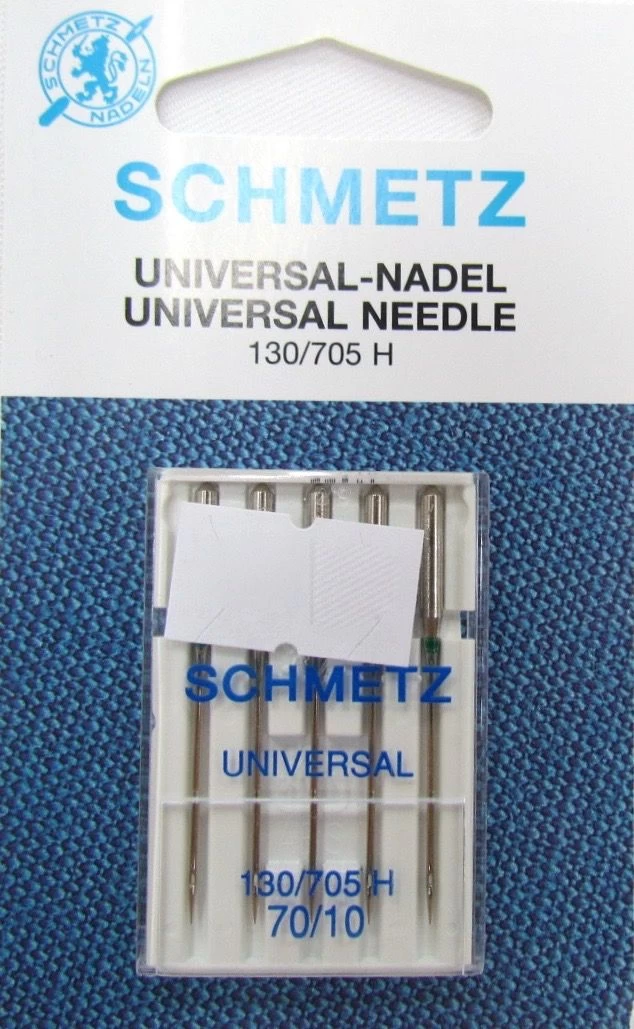 SCHMETZ
NADELN
SCHMETZ
UNIVERSAL-NADEL
UNIVERSAL NEEDLE
130/705 H
SCHMETZ
UNIVERSAL
130/705 H
70/10